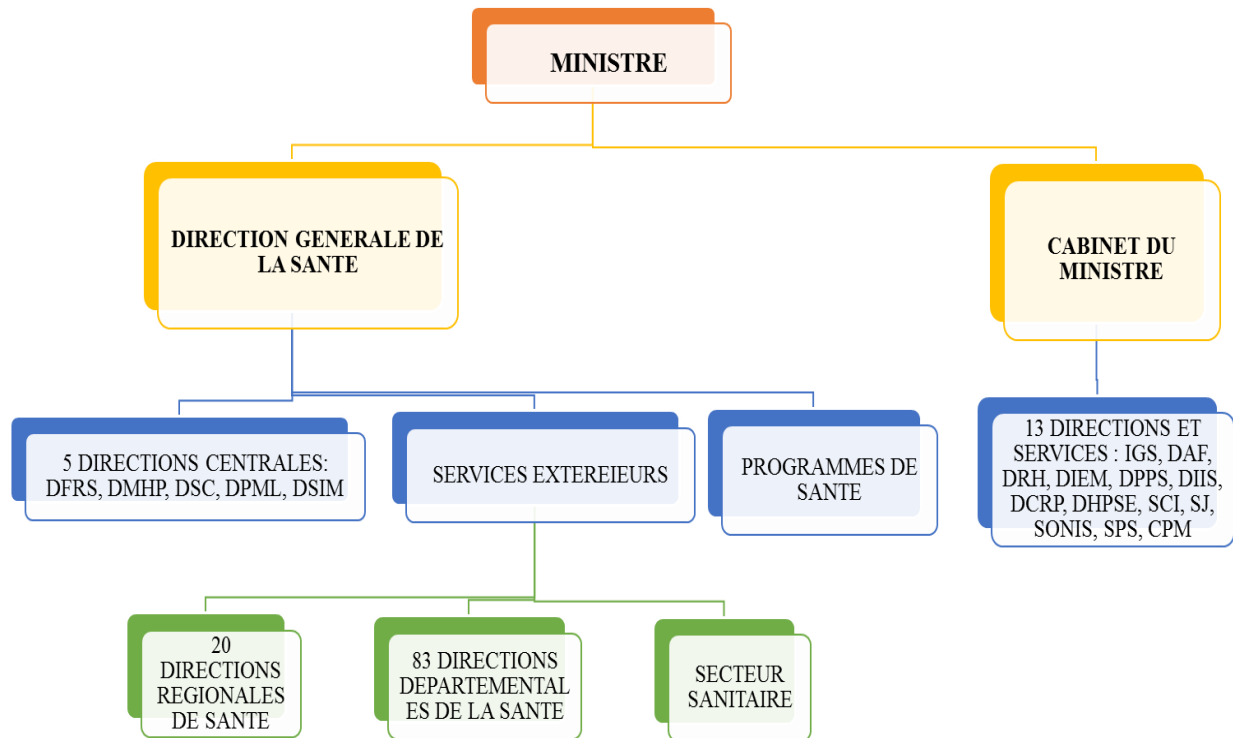 MINISTRE
DIRECTION GENERALE DE
LA SANTE
CABINET DU
MINISTRE
5 DIRECTIONS CENTRALES:
DFRS, DMHP, DSC, DPML, DSIM
SERVICES EXTEREIEURS
PROGRAMMES DE
SANTE
13 DIRECTIONS ET
SERVICES : IGS, DAF,
DRH, DIEM, DPPS, DIIS,
DCRP, DHPSE, SCI, SJ,
SONIS, SPS, CPM
20
DIRECTIONS
REGIONALES
DE SANTE
83 DIRECTIONS
DEPARTEMENTAL
ES DE LA SANTE
SECTEUR
SANITAIRE